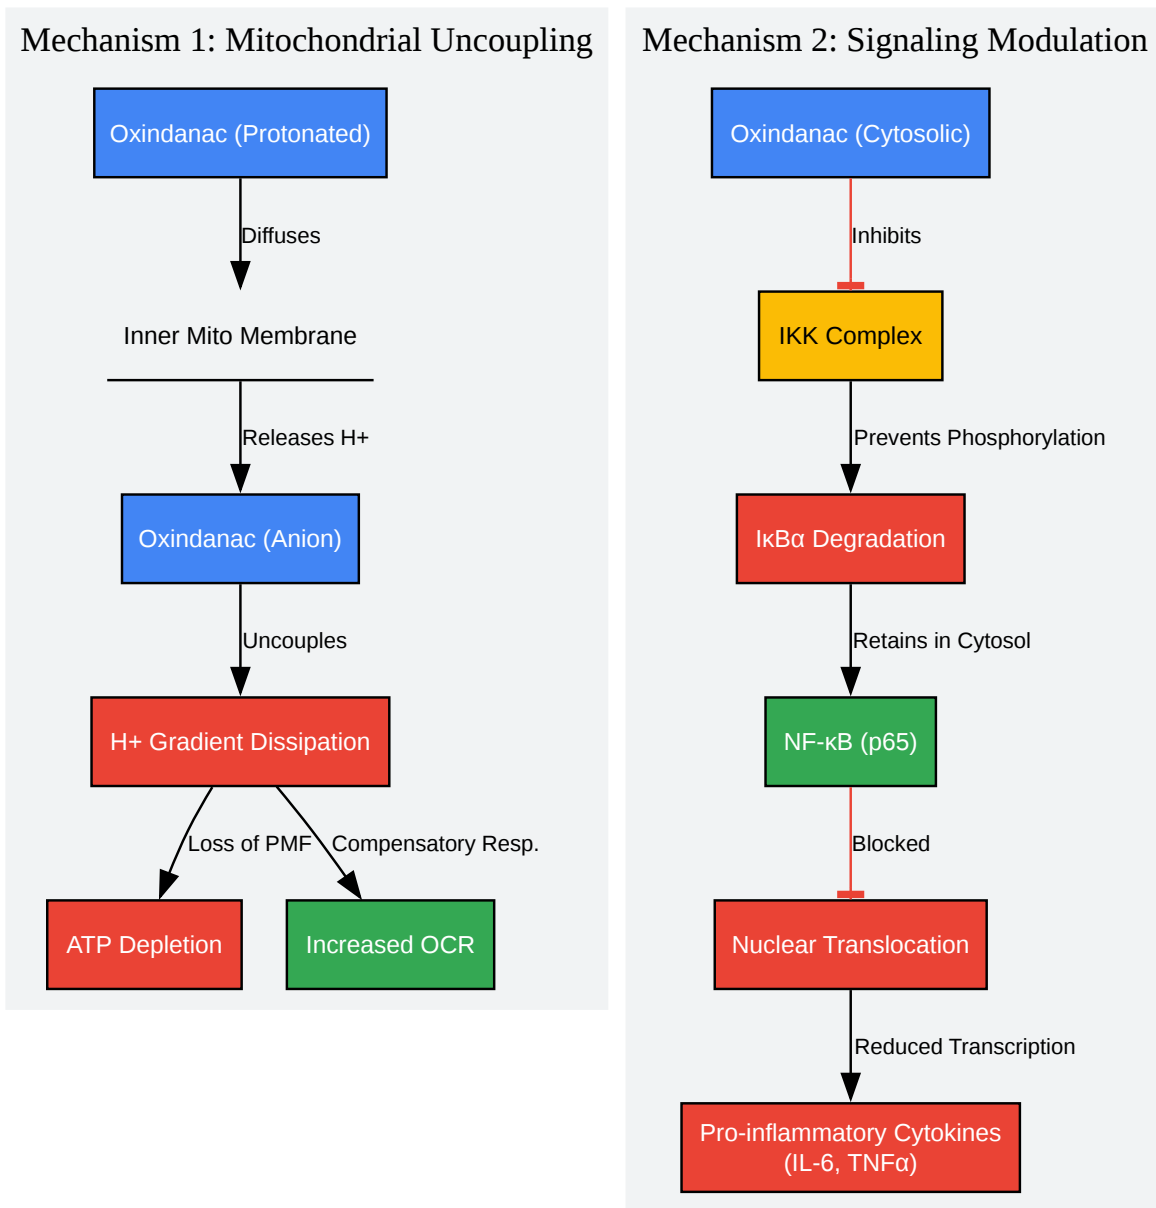 Mechanism 1: Mitochondrial Uncoupling
Oxindanac (Protonated)
Diffuses
Inner Mito Membrane
Releases H+
Oxindanac (Anion)
Uncouples
H+ Gradient Dissipation
Loss of PMF
Compensatory Resp.
ATP Depletion
Increased OCR
Mechanism 2: Signaling Modulation
Oxindanac (Cytosolic)
Inhibits
IKK Complex
Prevents Phosphorylation
IκBα Degradation
Retains in Cytosol
NF-κB (p65)
Blocked
Nuclear Translocation
Reduced Transcription
Pro-inflammatory Cytokines
(IL-6, TNFα)